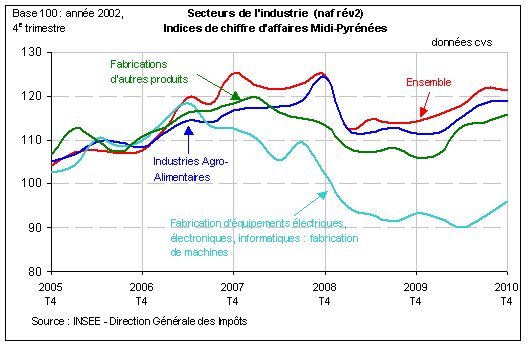 Base 100 : année 2002,
4e trimestre
Secteurs de l'industrie (naf rév2)
Indices de chiffre d'affaires Midi-Pyrénées
données cvs
130
120
110
100
90
80
Fabrications
d'autres produits
Ensemble
Industries Agro-
Alimentaires
Fabrication d'équipements électriques,
électroniques, informatiques : fabrication
de machines
2005 2006 2007 2008 2009 2010
T4 T4 T4 T4 T4 T4
Source : INSEE - Direction Générale des Impôts